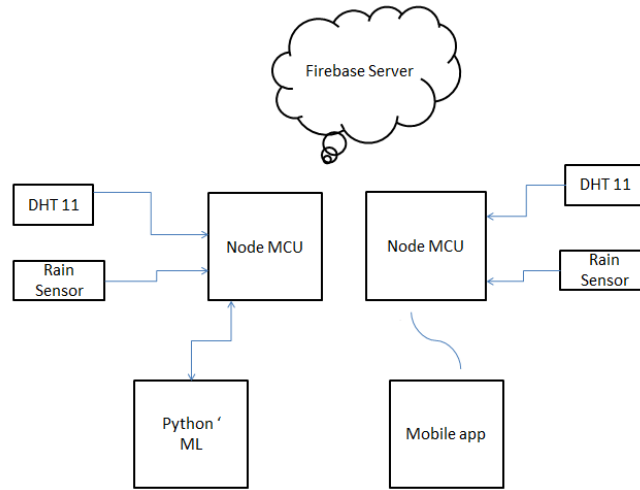 Firebase Server
DHT 11
DHT 11
Node MCU
Node MCU
Rain
Sensor
Rain
Sensor
Python ‘
ML
Mobile app